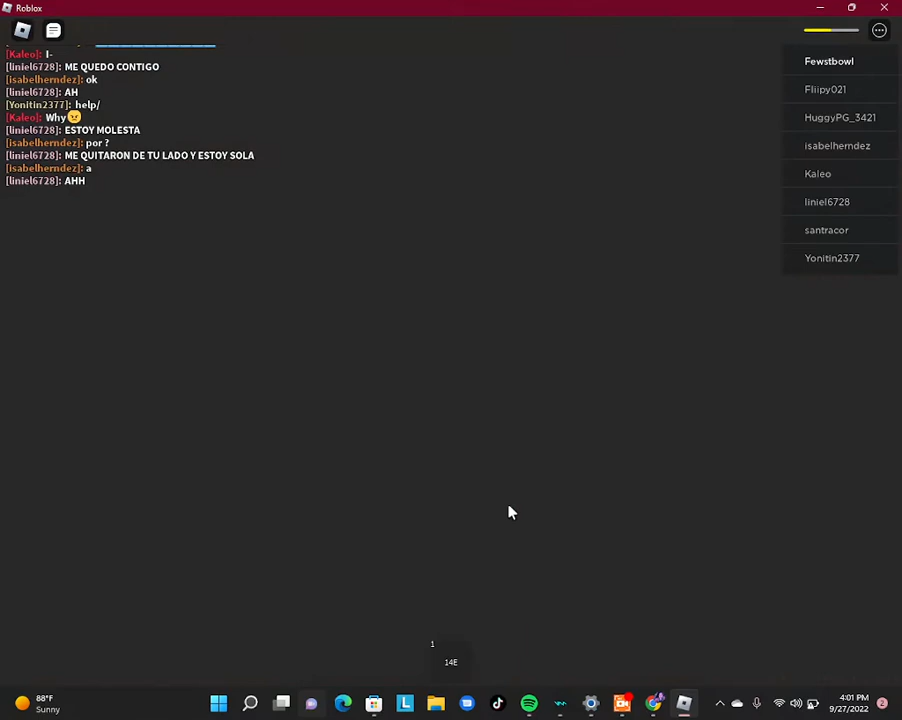 Roblox
[Kaleo]: I-
[liniel6728]: ME QUEDO CONTIGO
[isabelherndez]: ok
[liniel6728]: AH
[Yonitin2377]: help/
[Kaleo]: Why😠
[liniel6728]: ESTOY MOLESTA
[isabelherndez]: por ?
[liniel6728]: ME QUITARON DE TU LADO Y ESTOY SOLA
[isabelherndez]: a
[liniel6728]: AHH
Fewstbowl
Fliipy021
HuggyPG_3421
isabelherndez
Kaleo
liniel6728
santracor
Yonitin2377
1
14E
88°F
Sunny
4:01 PM
9/27/2022
2